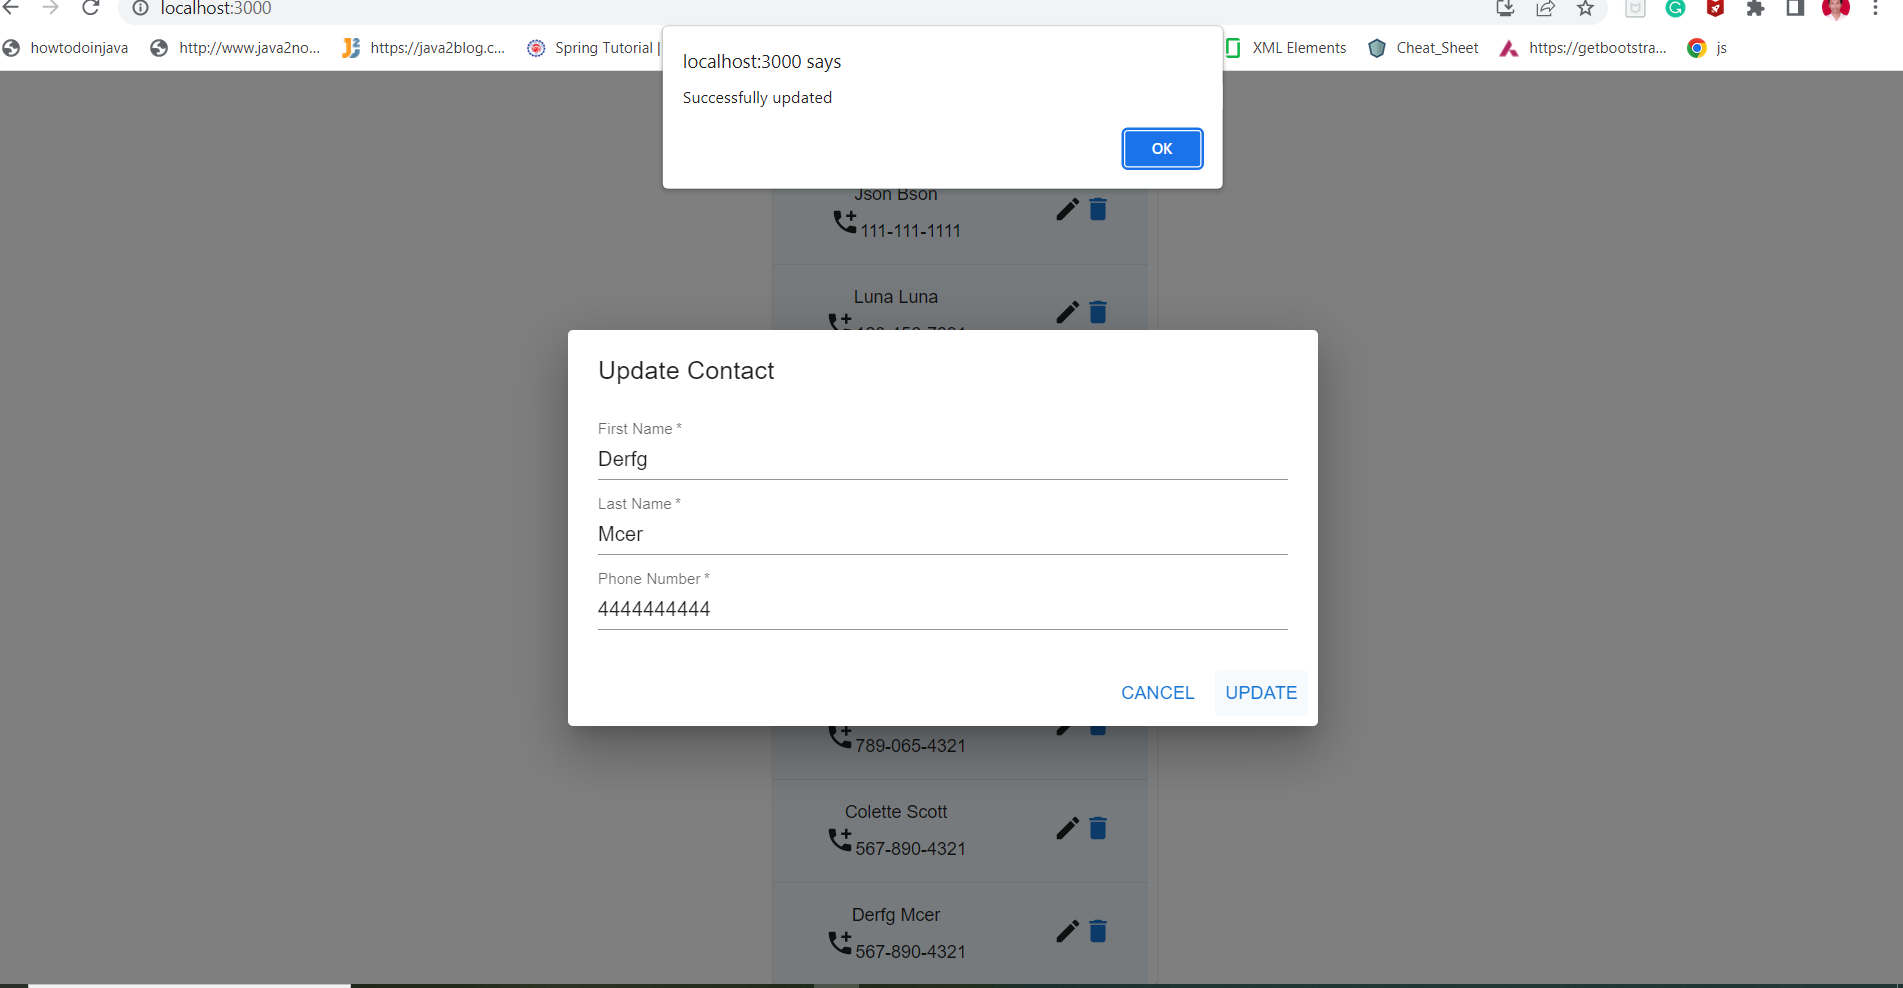 localhost:3000
howtodoinjava http://www.java2no... https://java2blog.c... Spring Tutorial | XML Elements Cheat_Sheet https://getbootstra... js
localhost:3000 says
Successfully updated
OK
Json Bson
111-111-1111
Luna Luna
Update Contact
First Name *
Derfg
Last Name *
Mcer
Phone Number *
4444444444
CANCEL UPDATE
789-065-4321
Colette Scott
567-890-4321
Derfg Mcer
567-890-4321